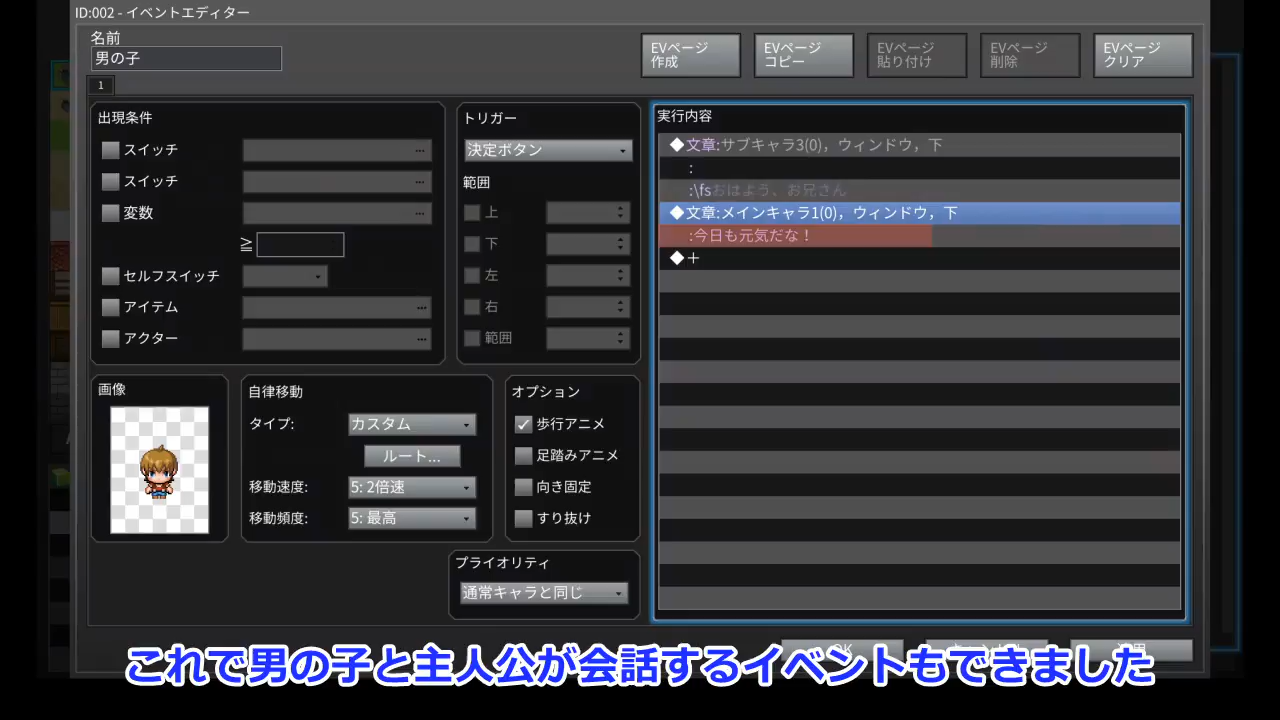 ID:002 - イベントエディター
名前
男の子
EVページ
作成
EVページ
コピー
EVページ
貼り付け
EVページ
削除
EVページ
クリア
1
出現条件
スイッチ
...
スイッチ
...
変数
...
≧
セルフスイッチ
アイテム
...
アクター
...
トリガー
決定ボタン
範囲
上
下
左
右
範囲
実行内容
◆文章:サブキャラ3(0), ウィンドウ, 下
:
:\fsおはよう、お兄さん
◆文章:メインキャラ1(0), ウィンドウ, 下
:今日も元気だな！
◆＋
画像
自律移動
タイプ:
カスタム
ルート...
移動速度:
5: 2倍速
移動頻度:
5: 最高
オプション
歩行アニメ
足踏みアニメ
向き固定
すり抜け
プライオリティ
通常キャラと同じ
これで男の子と主人公が会話するイベントもできました